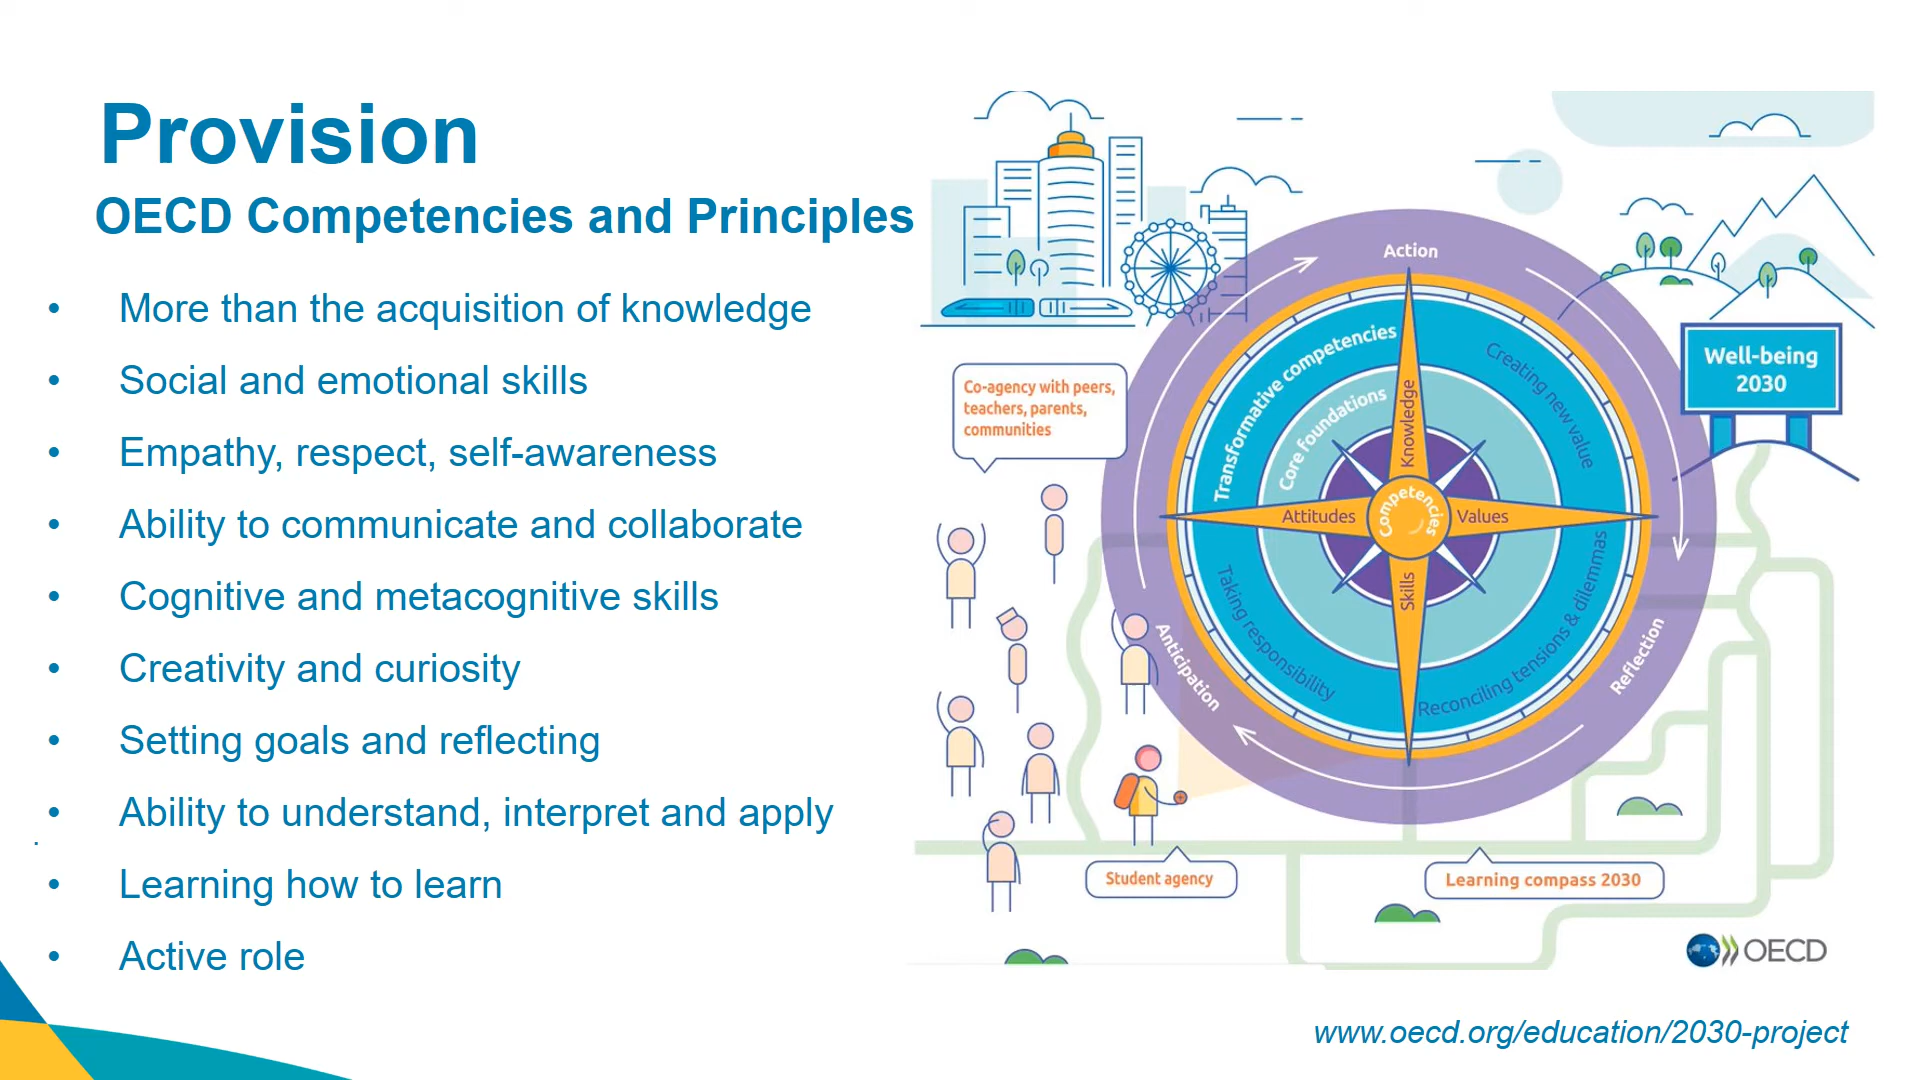 Provision
OECD Competencies and Principles
• More than the acquisition of knowledge
• Social and emotional skills
• Empathy, respect, self-awareness
• Ability to communicate and collaborate
• Cognitive and metacognitive skills
• Creativity and curiosity
• Setting goals and reflecting
• Ability to understand, interpret and apply
• Learning how to learn
• Active role
Co-agency with peers,
teachers, parents,
communities
Action
Transformative competencies
Creating new value
Core foundations
Knowledge
Attitudes
Competencies
Values
Skills
Taking responsibility
Reconciling tensions & dilemmas
Anticipation
Reflection
Well-being
2030
Student agency
Learning compass 2030
OECD
www.oecd.org/education/2030-project